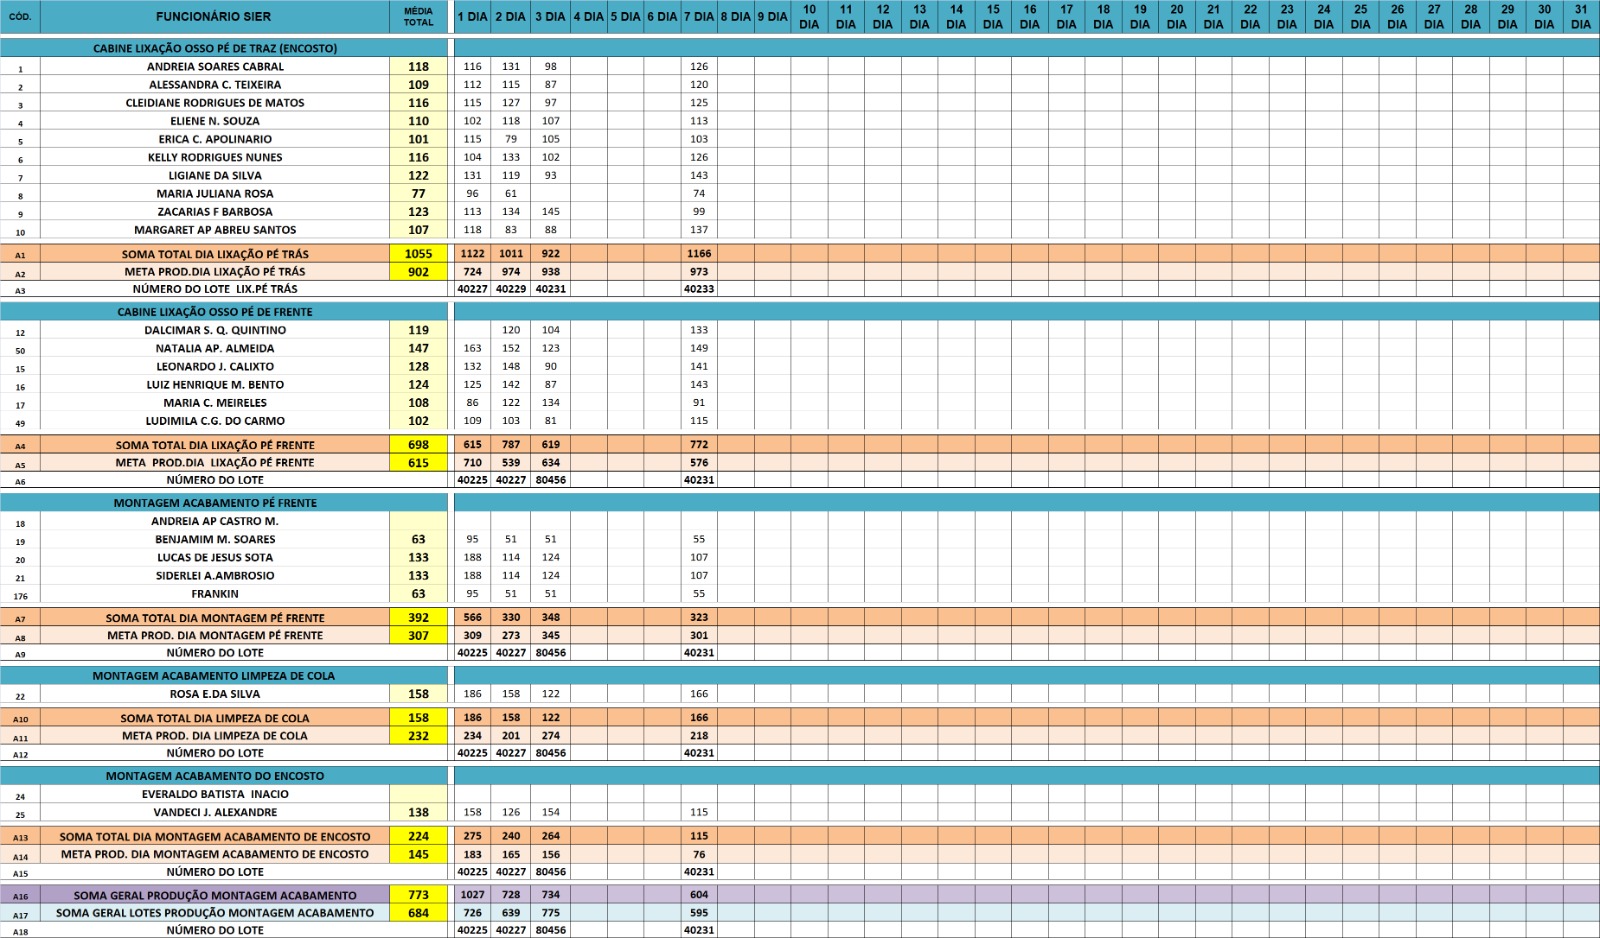 CÓD. FUNCIONÁRIO SIER MÉDIA TOTAL 1 DIA 2 DIA 3 DIA 4 DIA 5 DIA 6 DIA 7 DIA 8 DIA 9 DIA 10 DIA 11 DIA 12 DIA 13 DIA 14 DIA 15 DIA 16 DIA 17 DIA 18 DIA 19 DIA 20 DIA 21 DIA 22 DIA 23 DIA 24 DIA 25 DIA 26 DIA 27 DIA 28 DIA 29 DIA 30 DIA 31 DIA
CABINE LIXAÇÃO OSSO PÉ DE TRAZ (ENCOSTO)
1 ANDREIA SOARES CABRAL 118 116 131 98 126
2 ALESSANDRA C. TEIXEIRA 109 112 115 87 120
3 CLEIDIANE RODRIGUES DE MATOS 116 115 127 97 125
4 ELIENE N. SOUZA 110 102 118 107 113
5 ERICA C. APOLINARIO 101 115 79 105 103
6 KELLY RODRIGUES NUNES 116 104 133 102 126
7 LIGIANE DA SILVA 122 131 119 93 143
8 MARIA JULIANA ROSA 77 96 61 74
9 ZACARIAS F BARBOSA 123 113 134 145 99
10 MARGARET AP ABREU SANTOS 107 118 83 88 137
A1 SOMA TOTAL DIA LIXAÇÃO PÉ TRÁS 1055 1122 1011 922 1166
A2 META PROD.DIA LIXAÇÃO PÉ TRÁS 902 724 974 938 973
A3 NÚMERO DO LOTE LIX.PÉ TRÁS 40227 40229 40231 40233
CABINE LIXAÇÃO OSSO PÉ DE FRENTE
12 DALCIMAR S. Q. QUINTINO 119 120 104 133
50 NATALIA AP. ALMEIDA 147 163 152 123 149
15 LEONARDO J. CALIXTO 128 132 148 90 141
16 LUIZ HENRIQUE M. BENTO 124 125 142 87 143
17 MARIA C. MEIRELES 108 86 122 134 91
49 LUDIMILA C.G. DO CARMO 102 109 103 81 115
A4 SOMA TOTAL DIA LIXAÇÃO PÉ FRENTE 698 615 787 619 772
A5 META PROD.DIA LIXAÇÃO PÉ FRENTE 615 710 539 634 576
A6 NÚMERO DO LOTE 40225 40227 80456 40231
MONTAGEM ACABAMENTO PÉ FRENTE
18 ANDREIA AP CASTRO M.
19 BENJAMIM M. SOARES 63 95 51 51 55
20 LUCAS DE JESUS SOTA 133 188 114 124 107
21 SIDERLEI A.AMBROSIO 133 188 114 124 107
176 FRANKIN 63 95 51 51 55
A7 SOMA TOTAL DIA MONTAGEM PÉ FRENTE 392 566 330 348 323
A8 META PROD. DIA MONTAGEM PÉ FRENTE 307 309 273 345 301
A9 NÚMERO DO LOTE 40225 40227 80456 40231
MONTAGEM ACABAMENTO LIMPEZA DE COLA
22 ROSA E.DA SILVA 158 186 158 122 166
A10 SOMA TOTAL DIA LIMPEZA DE COLA 158 186 158 122 166
A11 META PROD. DIA LIMPEZA DE COLA 232 234 201 274 218
A12 NÚMERO DO LOTE 40225 40227 80456 40231
MONTAGEM ACABAMENTO DO ENCOSTO
24 EVERALDO BATISTA INACIO
25 VANDECI J. ALEXANDRE 138 158 126 154 115
A13 SOMA TOTAL DIA MONTAGEM ACABAMENTO DE ENCOSTO 224 275 240 264 115
A14 META PROD. DIA MONTAGEM ACABAMENTO DE ENCOSTO 145 183 165 156 76
A15 NÚMERO DO LOTE 40225 40227 80456 40231
A16 SOMA GERAL PRODUÇÃO MONTAGEM ACABAMENTO 773 1027 728 734 604
A17 SOMA GERAL LOTES PRODUÇÃO MONTAGEM ACABAMENTO 684 726 639 775 595
A18 NÚMERO DO LOTE 40225 40227 80456 40231